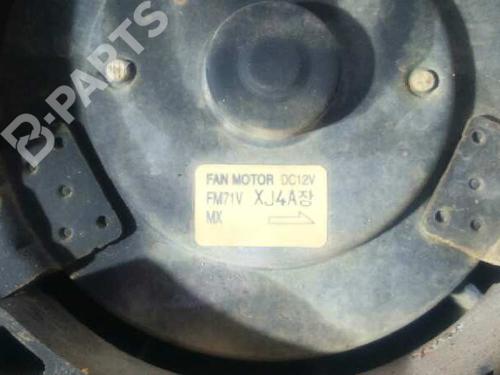 B-PARTS
FAN MOTOR DC12V
FM71V XJ4A장
MX